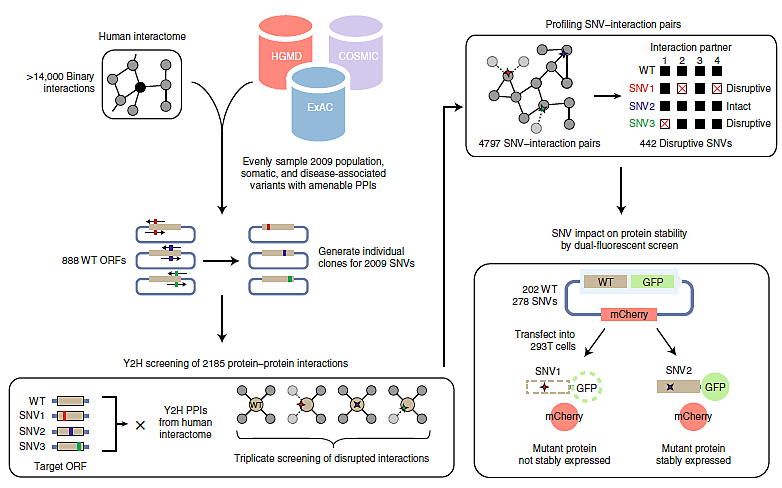 Human interactome
>14,000 Binary
interactions
HGMD
COSMIC
ExAC
Evenly sample 2009 population,
somatic, and disease-associated
variants with amenable PPIs
888 WT ORFs
Generate individual
clones for 2009 SNVs
Y2H screening of 2185 protein–protein interactions
WT
SNV1
SNV2
SNV3
Target ORF
×
Y2H PPIs
from human
interactome
WT
Triplicate screening of disrupted interactions
Profiling SNV–interaction pairs
Interaction partner
1 2 3 4
WT
SNV1 Disruptive
SNV2 Intact
SNV3 Disruptive
4797 SNV–interaction pairs
442 Disruptive SNVs
SNV impact on protein stability
by dual-fluorescent screen
202 WT
278 SNVs
WT GFP
mCherry
Transfect into
293T cells
SNV1
GFP
mCherry
Mutant protein
not stably expressed
SNV2
GFP
mCherry
Mutant protein
stably expressed